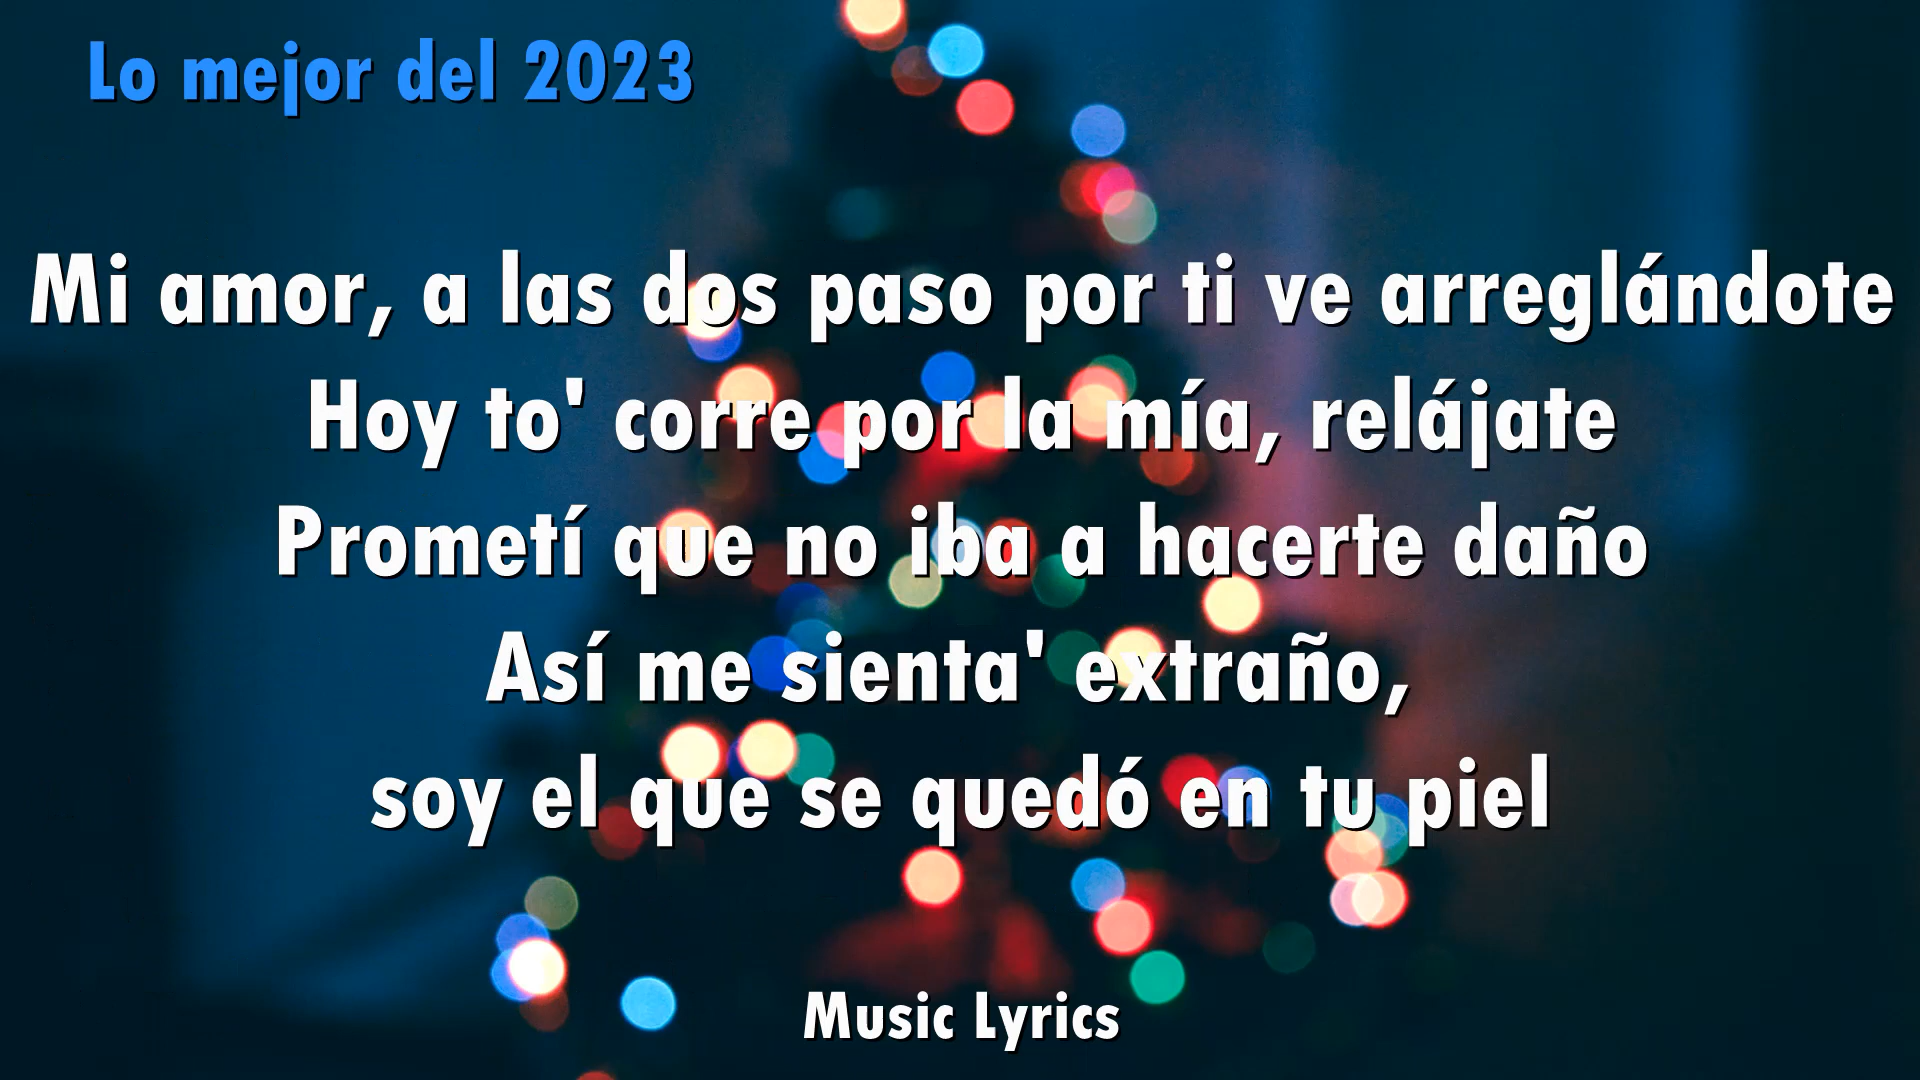 Lo mejor del 2023
Mi amor, a las dos paso por ti ve arreglándote
Hoy to' corre por la mía, relájate
Prometí que no iba a hacerte daño
Así me sienta' extraño,
soy el que se quedó en tu piel
Music Lyrics